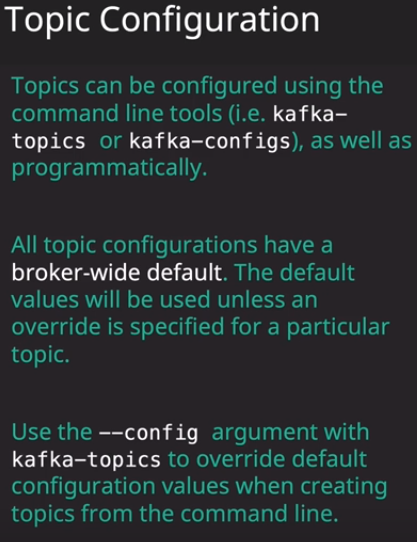 Topic Configuration
Topics can be configured using the
command line tools (i.e. kafka-
topics or kafka-configs), as well as
programmatically.
All topic configurations have a
broker-wide default. The default
values will be used unless an
override is specified for a particular
topic.
Use the --config argument with
kafka-topics to override default
configuration values when creating
topics from the command line.